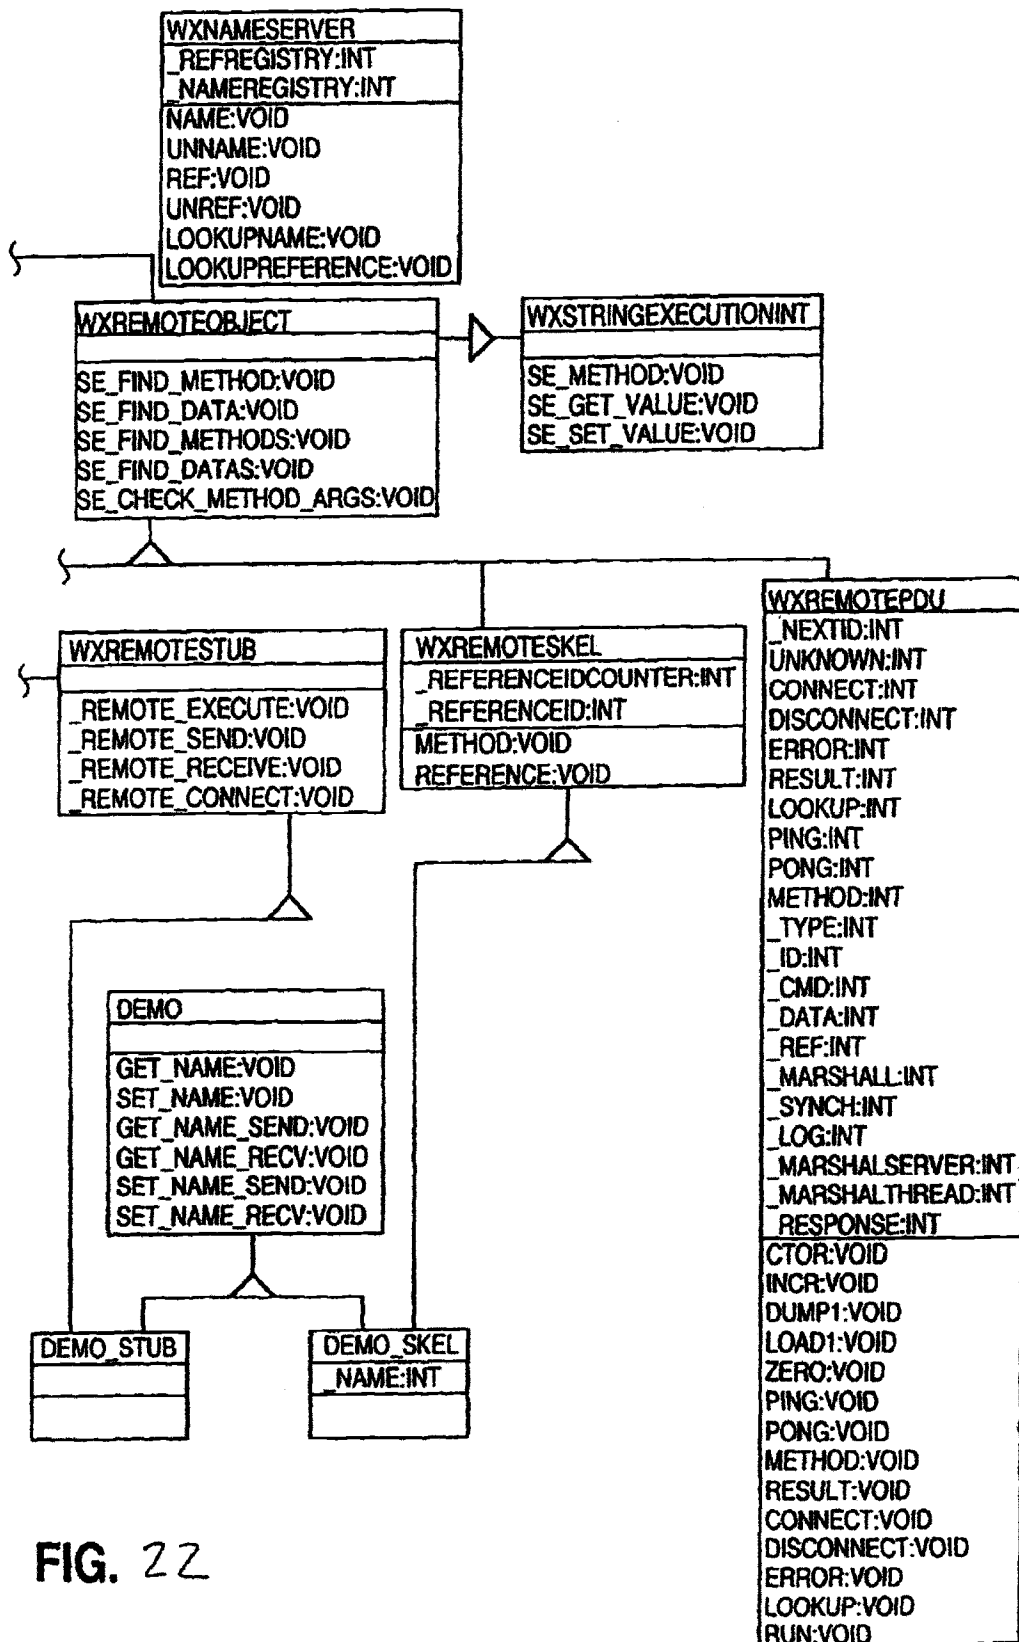 WXNAMESERVER
_REFREGISTRY:INT
_NAMEREGISTRY:INT
NAME:VOID
UNNAME:VOID
REF:VOID
UNREF:VOID
LOOKUPNAME:VOID
LOOKUPREFERENCE:VOID
WXREMOTEOBJECT
SE_FIND_METHOD:VOID
SE_FIND_DATA:VOID
SE_FIND_METHODS:VOID
SE_FIND_DATAS:VOID
SE_CHECK_METHOD_ARGS:VOID
WXSTRINGEXECUTIONINT
SE_METHOD:VOID
SE_GET_VALUE:VOID
SE_SET_VALUE:VOID
WXREMOTESTUB
_REMOTE_EXECUTE:VOID
_REMOTE_SEND:VOID
_REMOTE_RECEIVE:VOID
_REMOTE_CONNECT:VOID
WXREMOTESKEL
_REFERENCEIDCOUNTER:INT
_REFERENCEID:INT
METHOD:VOID
REFERENCE:VOID
WXREMOTEPDU
_NEXTID:INT
UNKNOWN:INT
CONNECT:INT
DISCONNECT:INT
ERROR:INT
RESULT:INT
LOOKUP:INT
PING:INT
PONG:INT
METHOD:INT
_TYPE:INT
_ID:INT
_CMD:INT
_DATA:INT
_REF:INT
_MARSHALL:INT
_SYNCH:INT
_LOG:INT
_MARSHALSERVER:INT
_MARSHALTHREAD:INT
_RESPONSE:INT
CTOR:VOID
INCR:VOID
DUMP1:VOID
LOAD1:VOID
ZERO:VOID
PING:VOID
PONG:VOID
METHOD:VOID
RESULT:VOID
CONNECT:VOID
DISCONNECT:VOID
ERROR:VOID
LOOKUP:VOID
RUN:VOID
DEMO
GET_NAME:VOID
SET_NAME:VOID
GET_NAME_SEND:VOID
GET_NAME_RECV:VOID
SET_NAME_SEND:VOID
SET_NAME_RECV:VOID
DEMO_STUB
DEMO_SKEL
_NAME:INT
FIG. 22